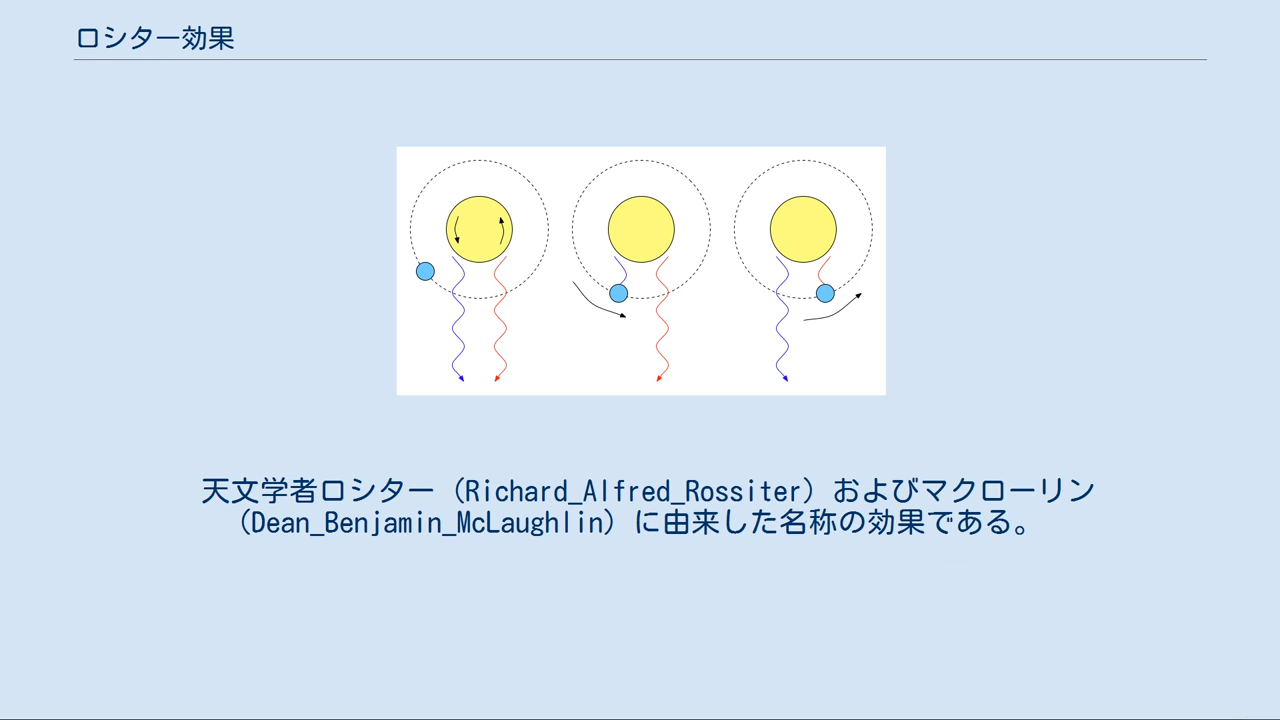 ロシター効果
天文学者ロシター（Richard_Alfred_Rossiter）およびマクローリン
（Dean_Benjamin_McLaughlin）に由来した名称の効果である。